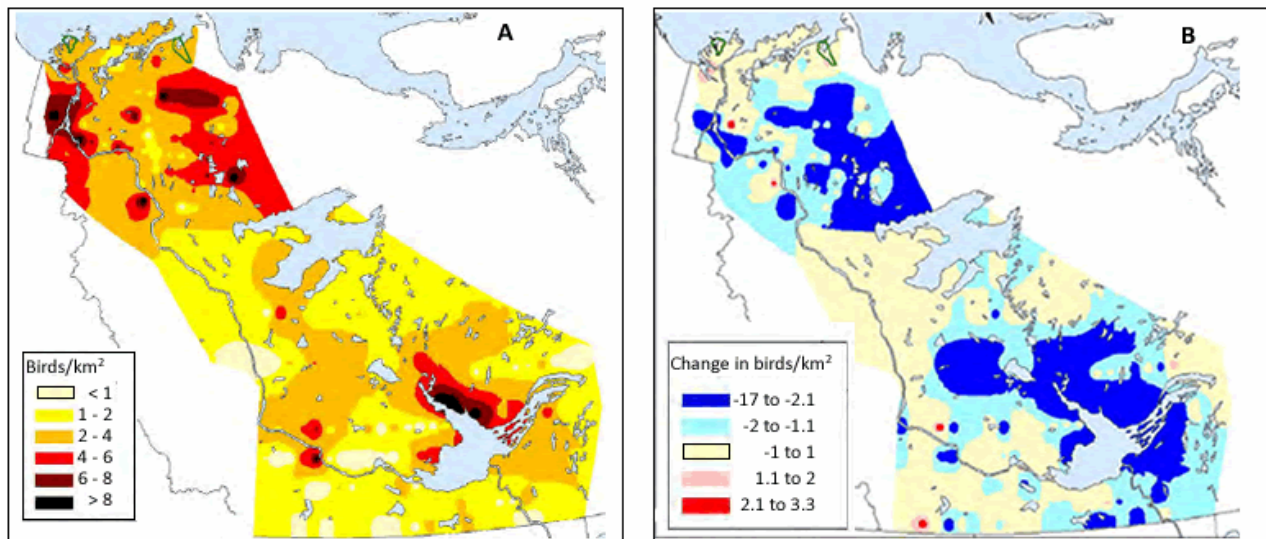 A
Birds/km²
< 1
1 - 2
2 - 4
4 - 6
6 - 8
> 8
B
Change in birds/km²
-17 to -2.1
-2 to -1.1
-1 to 1
1.1 to 2
2.1 to 3.3